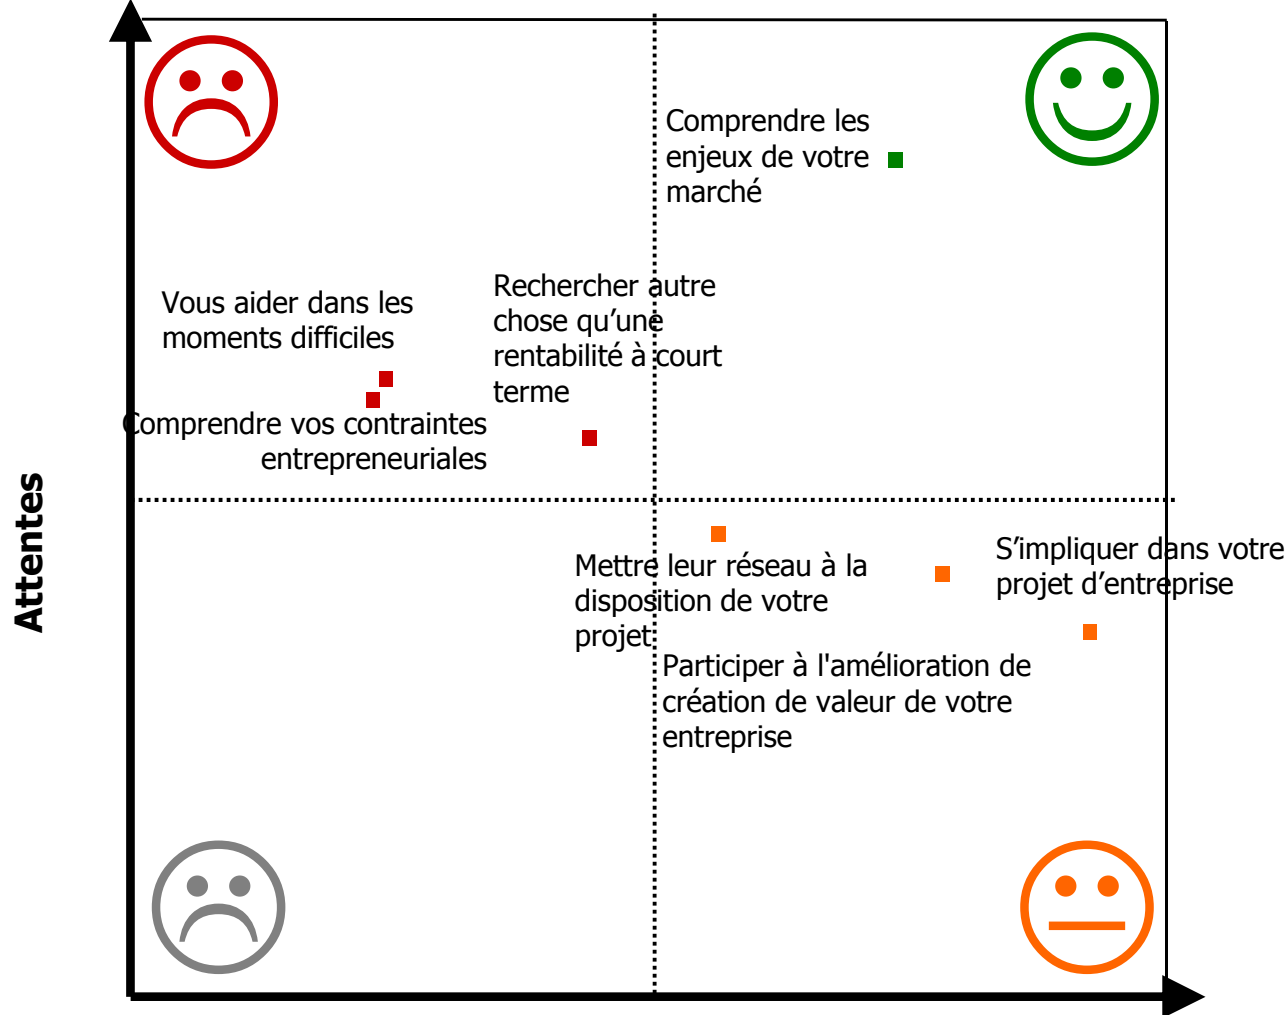 Comprendre les
enjeux de votre
marché
Vous aider dans les
moments difficiles
Rechercher autre
chose qu’une
rentabilité à court
terme
Comprendre vos contraintes
entrepreneuriales
Attentes
Mettre leur réseau à la
disposition de votre
projet
S’impliquer dans votre
projet d’entreprise
Participer à l'amélioration de
création de valeur de votre
entreprise